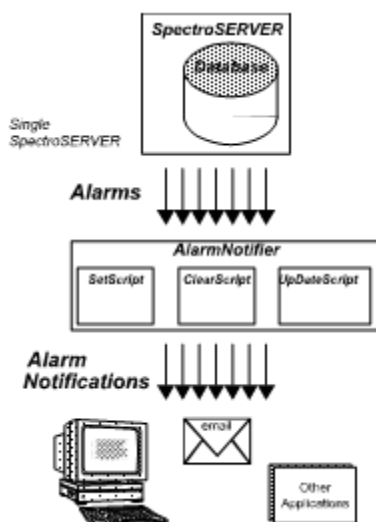 SpectroSERVER
Database
Single
SpectroSERVER
Alarms
AlarmNotifier
SetScript
ClearScript
UpDateScript
Alarm
Notifications
email
Other
Applications